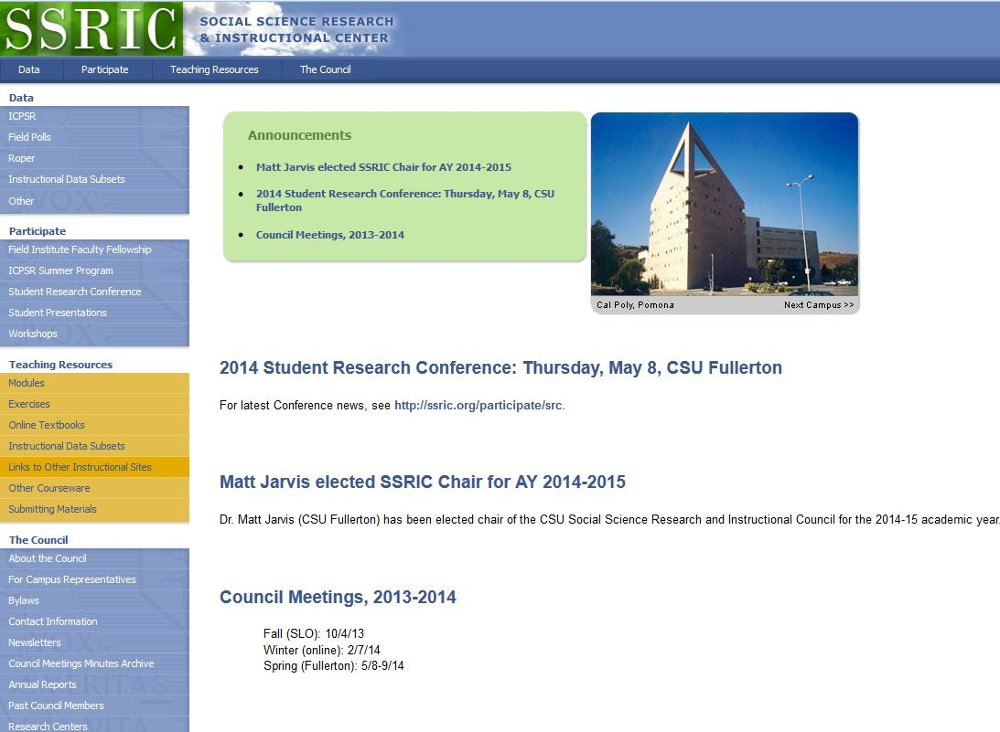 SSRIC
SOCIAL SCIENCE RESEARCH
& INSTRUCTIONAL CENTER
Data
Participate
Teaching Resources
The Council
Data
ICPSR
Field Polls
Roper
Instructional Data Subsets
Other
Participate
Field Institute Faculty Fellowship
ICPSR Summer Program
Student Research Conference
Student Presentations
Workshops
Teaching Resources
Modules
Exercises
Online Textbooks
Instructional Data Subsets
Links to Other Instructional Sites
Other Courseware
Submitting Materials
The Council
About the Council
For Campus Representatives
Bylaws
Contact Information
Newsletters
Council Meetings Minutes Archive
Annual Reports
Past Council Members
Research Centers
Announcements
• Matt Jarvis elected SSRIC Chair for AY 2014-2015
• 2014 Student Research Conference: Thursday, May 8, CSU
Fullerton
• Council Meetings, 2013-2014
Cal Poly, Pomona
Next Campus >>
2014 Student Research Conference: Thursday, May 8, CSU Fullerton
For latest Conference news, see http://ssric.org/participate/src.
Matt Jarvis elected SSRIC Chair for AY 2014-2015
Dr. Matt Jarvis (CSU Fullerton) has been elected chair of the CSU Social Science Research and Instructional Council for the 2014-15 academic year.
Council Meetings, 2013-2014
Fall (SLO): 10/4/13
Winter (online): 2/7/14
Spring (Fullerton): 5/8-9/14